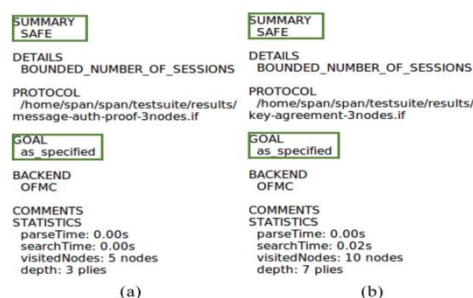 SUMMARY
SAFE
DETAILS
BOUNDED_NUMBER_OF_SESSIONS
PROTOCOL
/home/span/span/testsuite/results/
message-auth-proof-3nodes.if
GOAL
as_specified
BACKEND
OFMC
COMMENTS
STATISTICS
parseTime: 0.00s
searchTime: 0.00s
visitedNodes: 5 nodes
depth: 3 plies
(a)
SUMMARY
SAFE
DETAILS
BOUNDED_NUMBER_OF_SESSIONS
PROTOCOL
/home/span/span/testsuite/results/
key-agreement-3nodes.if
GOAL
as_specified
BACKEND
OFMC
COMMENTS
STATISTICS
parseTime: 0.00s
searchTime: 0.02s
visitedNodes: 10 nodes
depth: 7 plies
(b)